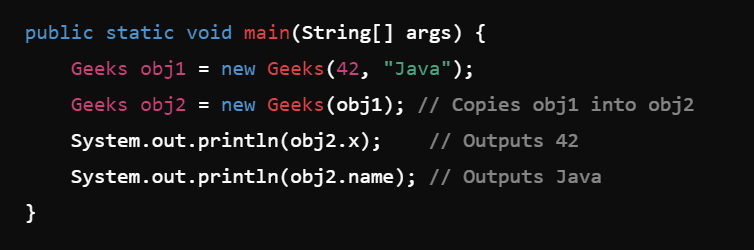 public static void main(String[] args) {
    Geeks obj1 = new Geeks(42, "Java");
    Geeks obj2 = new Geeks(obj1); // Copies obj1 into obj2
    System.out.println(obj2.x);    // Outputs 42
    System.out.println(obj2.name); // Outputs Java
}